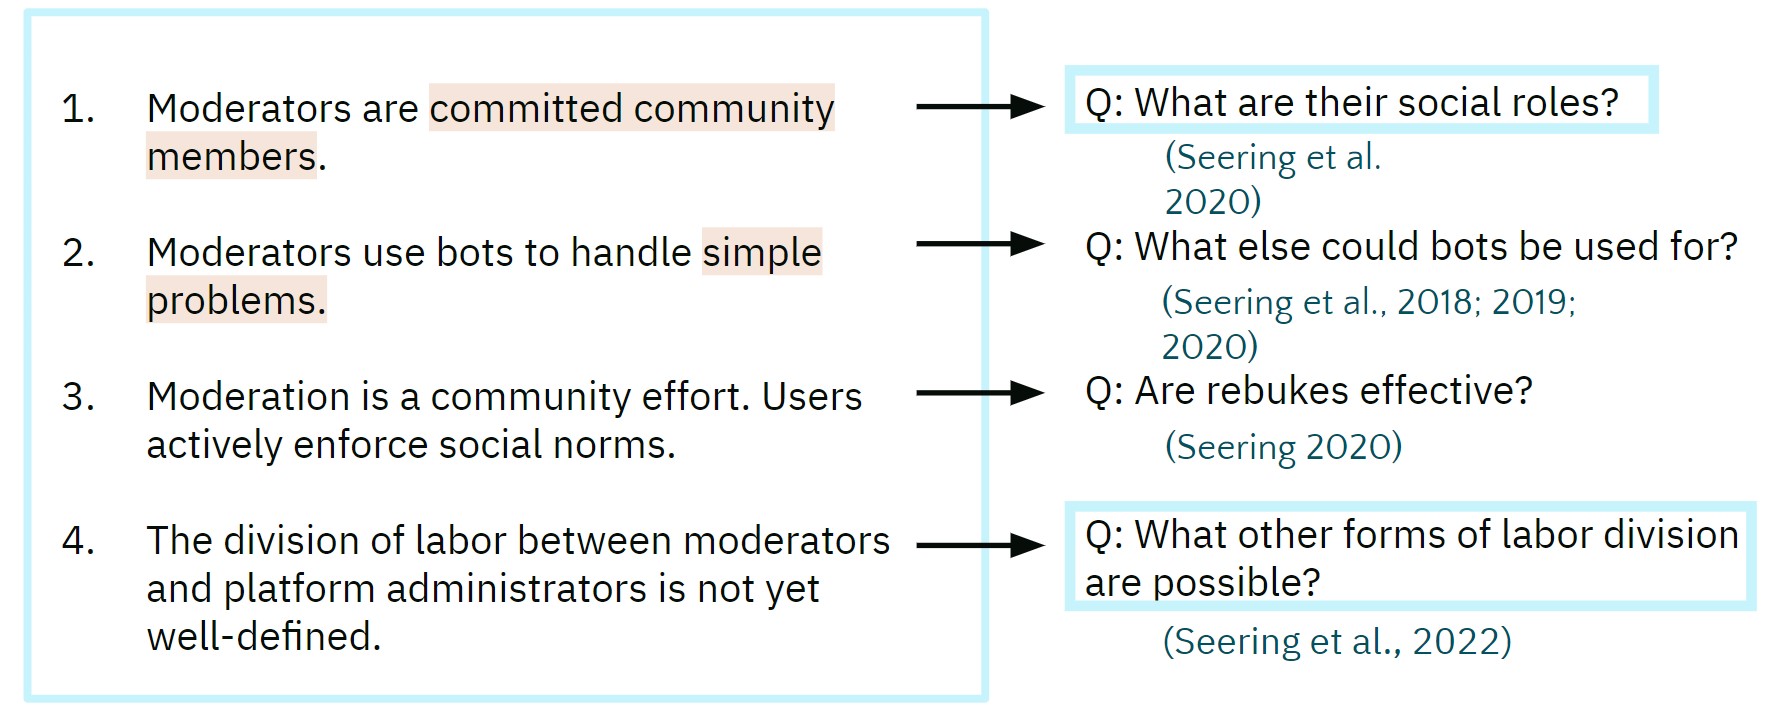 1. Moderators are committed community
members.
Q: What are their social roles?
(Seering et al.
2020)
2. Moderators use bots to handle simple
problems.
Q: What else could bots be used for?
(Seering et al., 2018; 2019;
2020)
3. Moderation is a community effort. Users
actively enforce social norms.
Q: Are rebukes effective?
(Seering 2020)
4. The division of labor between moderators
and platform administrators is not yet
well-defined.
Q: What other forms of labor division
are possible?
(Seering et al., 2022)